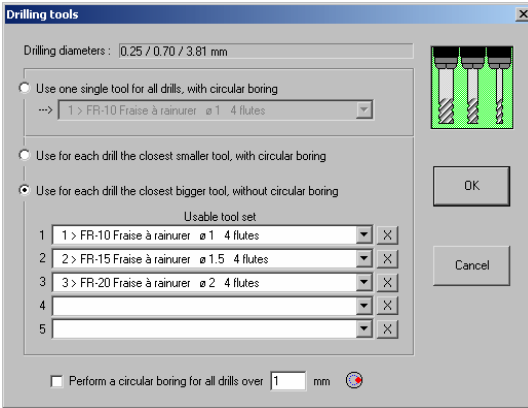 Drilling tools
Drilling diameters : 0.25 / 0.70 / 3.81 mm
Use one single tool for all drills, with circular boring
---> 1 > FR-10 Fraise à rainurer ø 1 4 flutes
Use for each drill the closest smaller tool, with circular boring
Use for each drill the closest bigger tool, without circular boring
OK
Usable tool set
1 1 > FR-10 Fraise à rainurer ø 1 4 flutes X
2 2 > FR-15 Fraise à rainurer ø 1.5 4 flutes X
3 3 > FR-20 Fraise à rainurer ø 2 4 flutes X
Cancel
4 X
5 X
Perform a circular boring for all drills over 1 mm